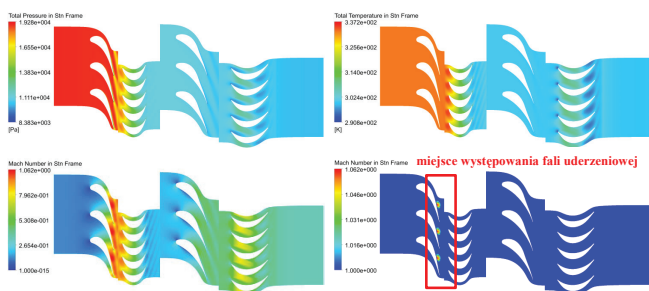 Total Pressure in Stn Frame
1.928e+004
1.655e+004
1.383e+004
1.111e+004
8.383e+003
[Pa]
Total Temperature in Stn Frame
3.372e+002
3.256e+002
3.140e+002
3.024e+002
2.908e+002
[K]
Mach Number in Stn Frame
1.062e+000
7.962e-001
5.308e-001
2.654e-001
1.000e-015
miejsce występowania fali uderzeniowej
Mach Number in Stn Frame
1.062e+000
1.046e+000
1.031e+000
1.016e+000
1.000e+000